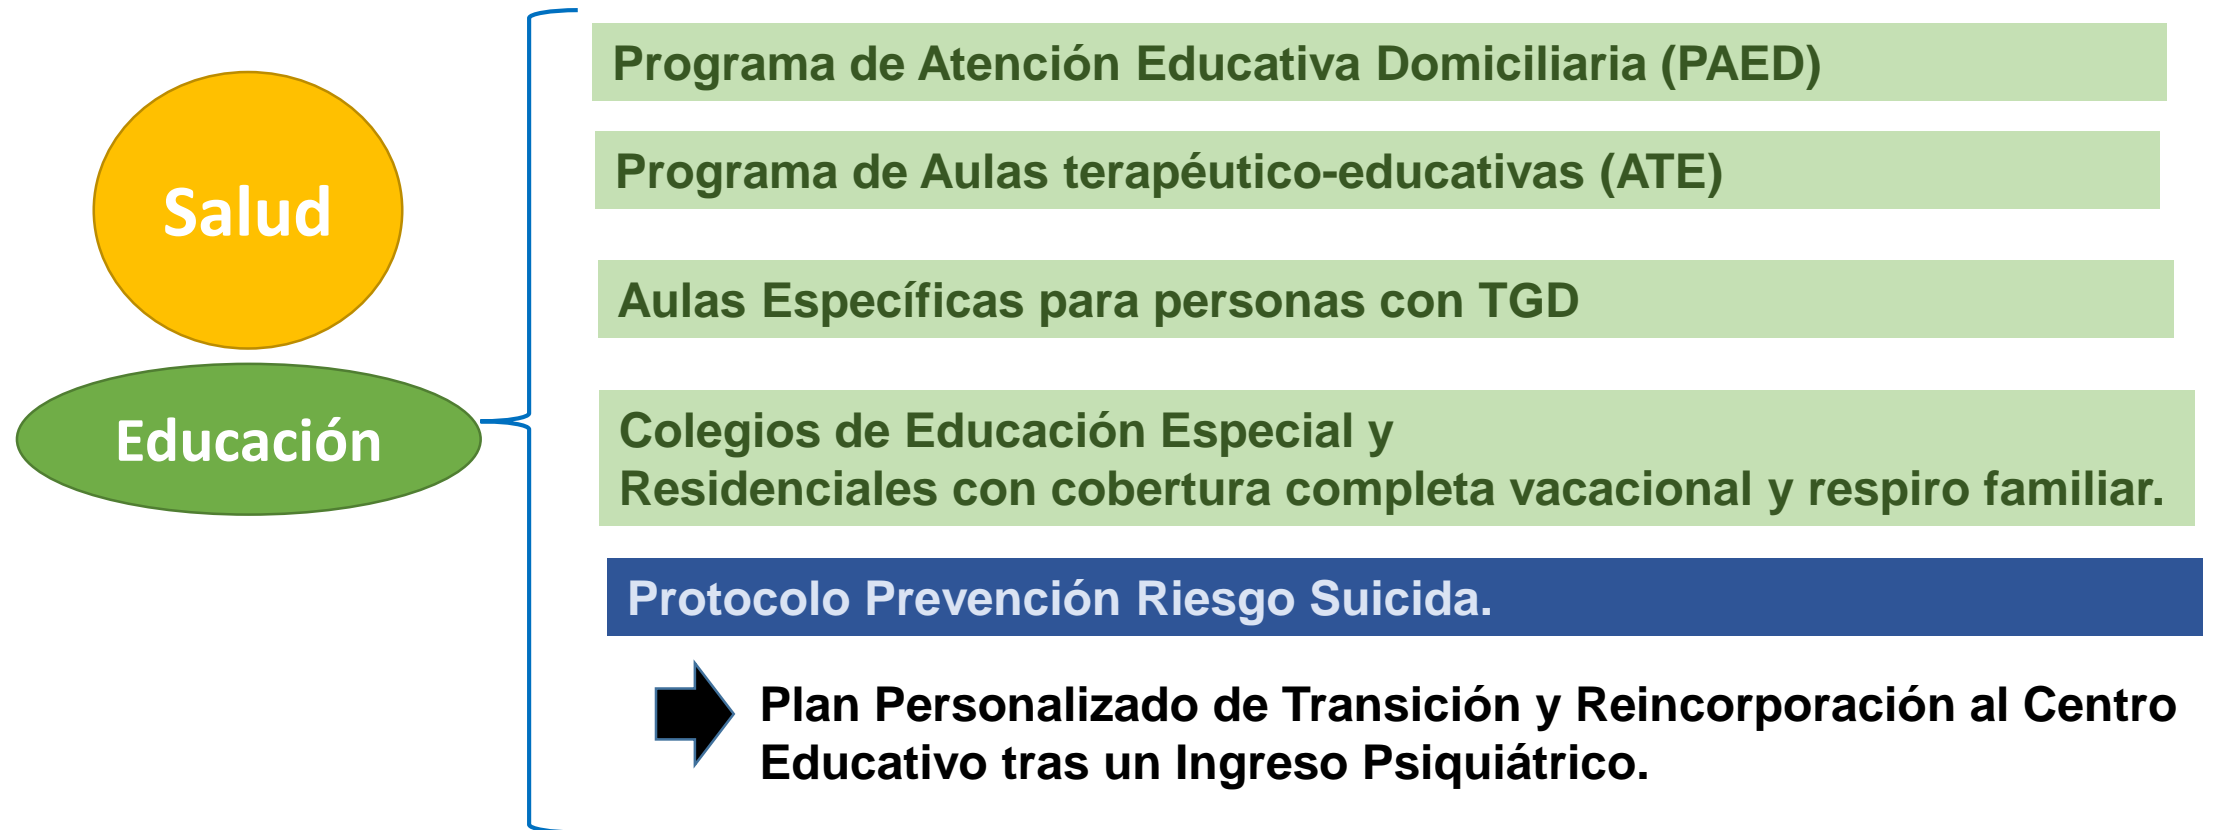 Salud
Educación
Programa de Atención Educativa Domiciliaria (PAED)
Programa de Aulas terapéutico-educativas (ATE)
Aulas Específicas para personas con TGD
Colegios de Educación Especial y
Residenciales con cobertura completa vacacional y respiro familiar.
Protocolo Prevención Riesgo Suicida.
Plan Personalizado de Transición y Reincorporación al Centro
Educativo tras un Ingreso Psiquiátrico.